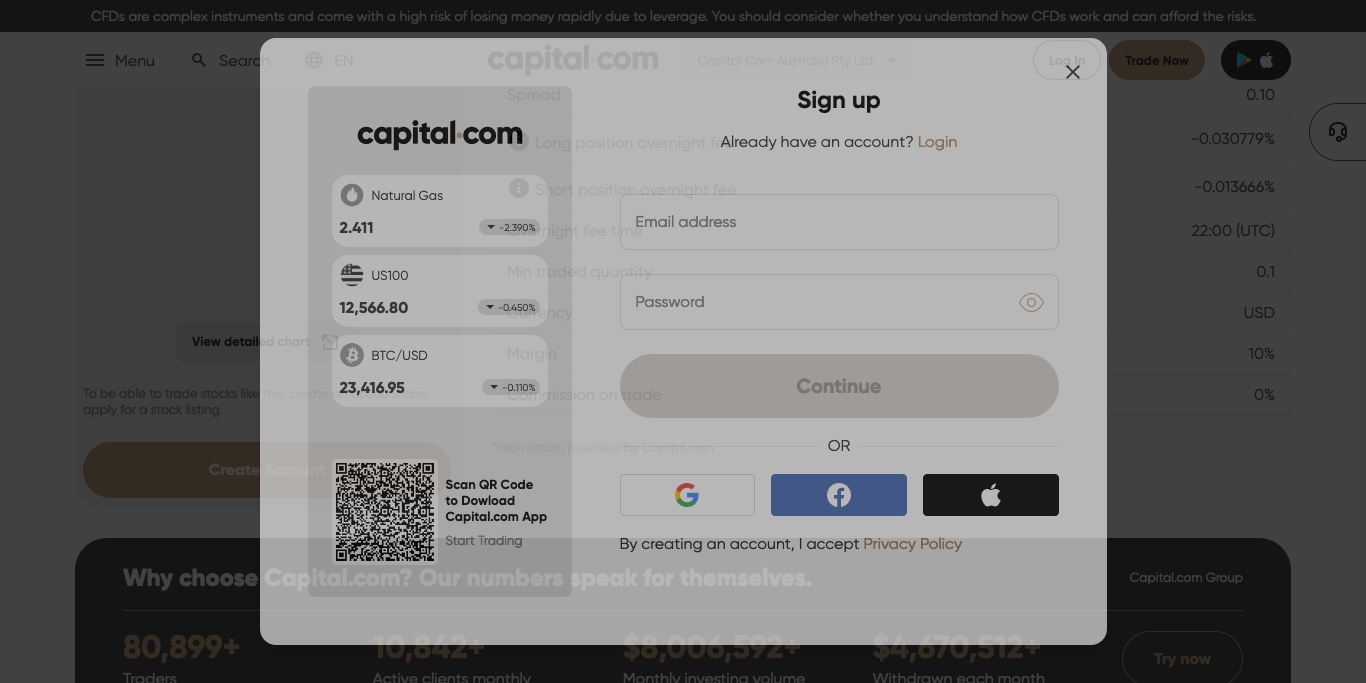 CFDs are complex instruments and come with a high risk of losing money rapidly due to leverage. You should consider whether you understand how CFDs work and can afford the risks.
Menu
Search
EN
capital.com
Capital Com Australia Pty Ltd
Log In
Trade Now
Sign up
Already have an account? Login
Email address
Password
Continue
OR
By creating an account, I accept Privacy Policy
capital.com
Natural Gas
2.411
-2.390%
US100
12,566.80
-0.450%
BTC/USD
23,416.95
-0.110%
Scan QR Code
to Dowload
Capital.com App
Start Trading
Spread
0.10
Long position overnight fee
-0.030779%
Short position overnight fee
-0.013666%
Overnight fee time
22:00 (UTC)
Min traded quantity
0.1
Currency
USD
Margin
10%
Commission on trade
0%
*Information provided by Capital.com
View detailed chart
To be able to trade stocks like this, create an account and
apply for a stock listing.
Create Account
Why choose Capital.com? Our numbers speak for themselves.
Capital.com Group
80,899+
Traders
10,842+
Active clients monthly
$8,006,592+
Monthly investing volume
$4,670,512+
Withdrawn each month
Try now